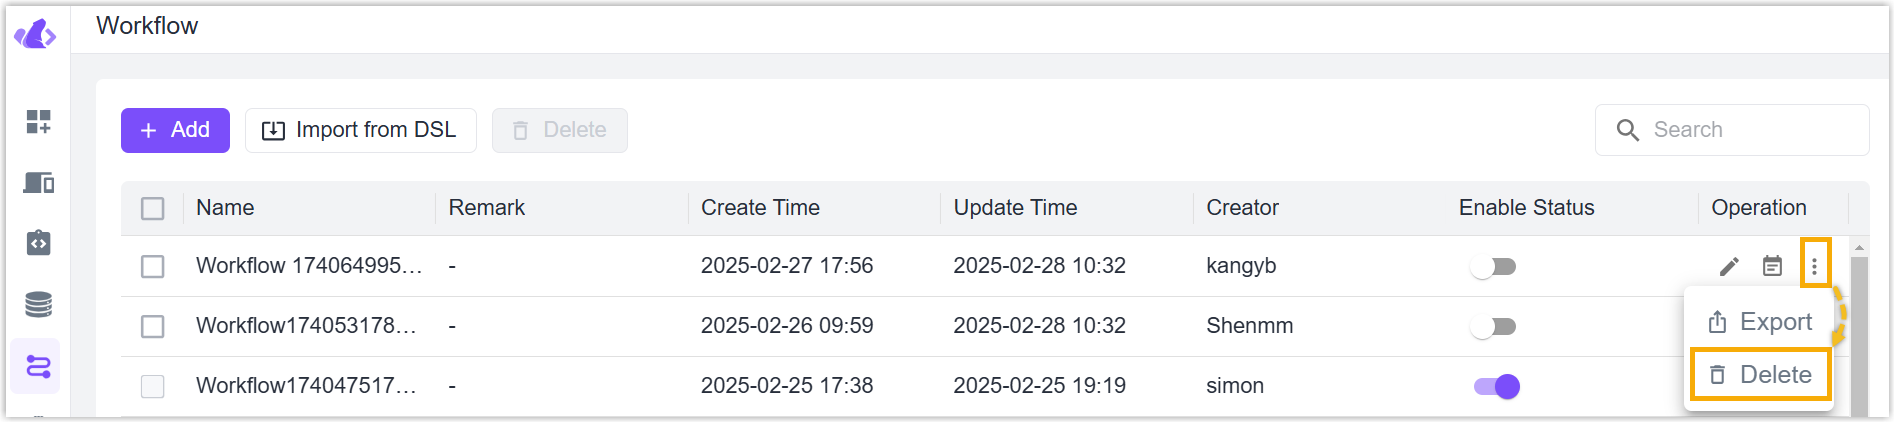 Workflow
Add Import from DSL Delete Search
Name Remark Create Time Update Time Creator Enable Status Operation
Workflow 174064995... - 2025-02-27 17:56 2025-02-28 10:32 kangyb
Export
Workflow174053178... - 2025-02-26 09:59 2025-02-28 10:32 Shenmm
Delete
Workflow174047517... - 2025-02-25 17:38 2025-02-25 19:19 simon